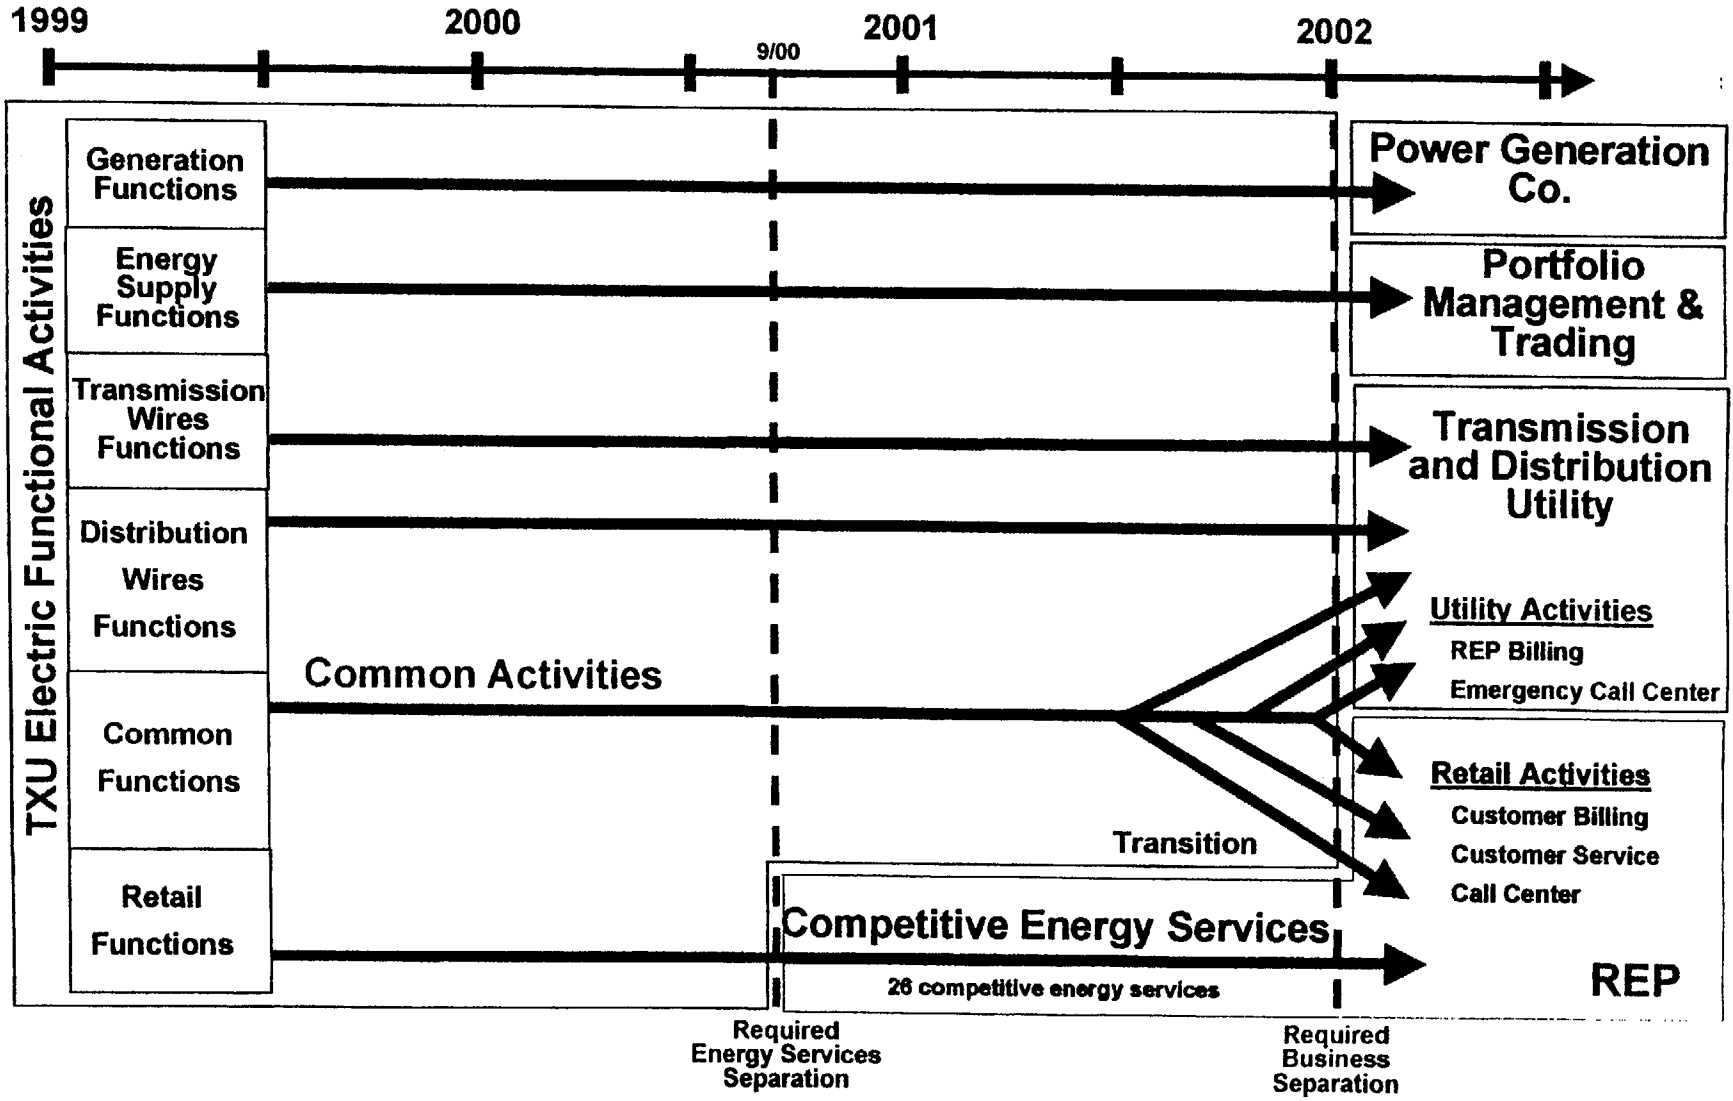 1999
2000
9/00
2001
2002
TXU Electric Functional Activities
Generation
Functions
Energy
Supply
Functions
Transmission
Wires
Functions
Distribution
Wires
Functions
Common
Functions
Retail
Functions
Common Activities
Transition
Competitive Energy Services
26 competitive energy services
Power Generation
Co.
Portfolio
Management &
Trading
Transmission
and Distribution
Utility
Utility Activities
REP Billing
Emergency Call Center
Retail Activities
Customer Billing
Customer Service
Call Center
REP
Required
Energy Services
Separation
Required
Business
Separation